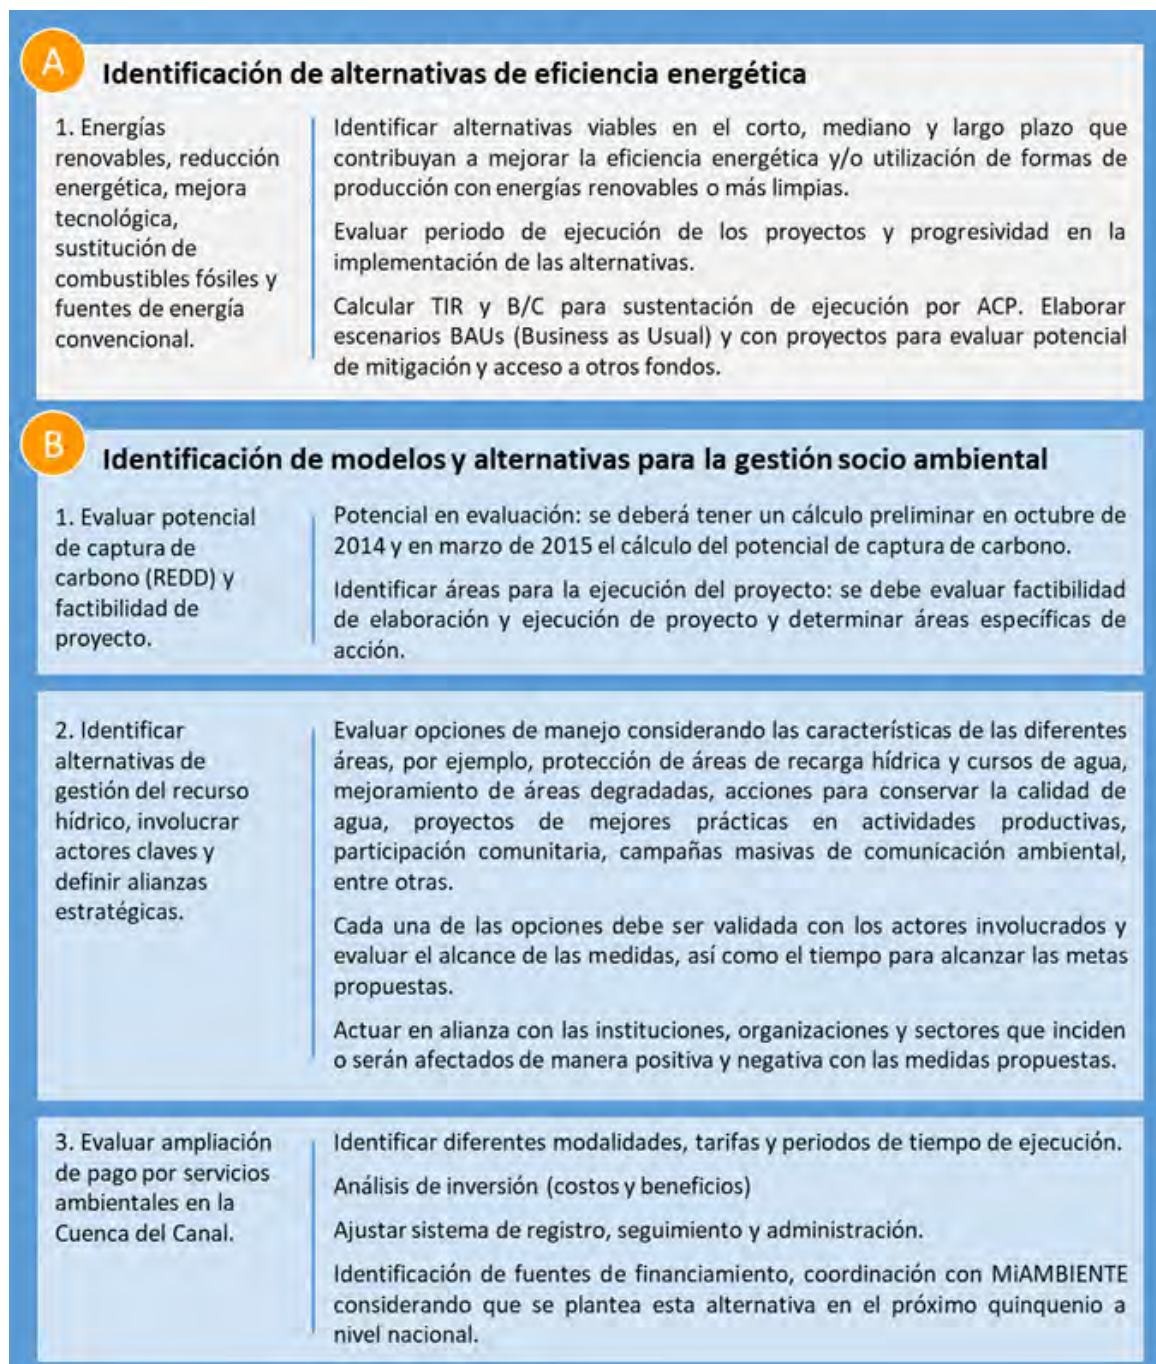 A
Identificación de alternativas de eficiencia energética
1. Energías
renovables, reducción
energética, mejora
tecnológica,
sustitución de
combustibles fósiles y
fuentes de energía
convencional.
Identificar alternativas viables en el corto, mediano y largo plazo que
contribuyan a mejorar la eficiencia energética y/o utilización de formas de
producción con energías renovables o más limpias.
Evaluar periodo de ejecución de los proyectos y progresividad en la
implementación de las alternativas.
Calcular TIR y B/C para sustentación de ejecución por ACP. Elaborar
escenarios BAUs (Business as Usual) y con proyectos para evaluar potencial
de mitigación y acceso a otros fondos.
B
Identificación de modelos y alternativas para la gestión socio ambiental
1. Evaluar potencial
de captura de
carbono (REDD) y
factibilidad de
proyecto.
Potencial en evaluación: se deberá tener un cálculo preliminar en octubre de
2014 y en marzo de 2015 el cálculo del potencial de captura de carbono.
Identificar áreas para la ejecución del proyecto: se debe evaluar factibilidad
de elaboración y ejecución de proyecto y determinar áreas específicas de
acción.
2. Identificar
alternativas de
gestión del recurso
hídrico, involucrar
actores claves y
definir alianzas
estratégicas.
Evaluar opciones de manejo considerando las características de las diferentes
áreas, por ejemplo, protección de áreas de recarga hídrica y cursos de agua,
mejoramiento de áreas degradadas, acciones para conservar la calidad de
agua, proyectos de mejores prácticas en actividades productivas,
participación comunitaria, campañas masivas de comunicación ambiental,
entre otras.
Cada una de las opciones debe ser validada con los actores involucrados y
evaluar el alcance de las medidas, así como el tiempo para alcanzar las metas
propuestas.
Actuar en alianza con las instituciones, organizaciones y sectores que inciden
o serán afectados de manera positiva y negativa con las medidas propuestas.
3. Evaluar ampliación
de pago por servicios
ambientales en la
Cuenca del Canal.
Identificar diferentes modalidades, tarifas y periodos de tiempo de ejecución.
Análisis de inversión (costos y beneficios)
Ajustar sistema de registro, seguimiento y administración.
Identificación de fuentes de financiamiento, coordinación con MiAMBIENTE
considerando que se plantea esta alternativa en el próximo quinquenio a
nivel nacional.